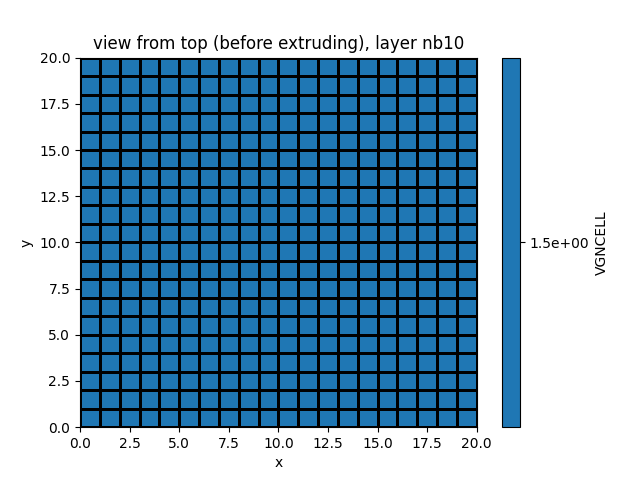 view from top (before extruding), layer nb10
20.0
17.5
15.0
12.5
10.0
7.5
5.0
2.5
0.0
y
0.0 2.5 5.0 7.5 10.0 12.5 15.0 17.5 20.0
x
1.5e+00
VGNCELL